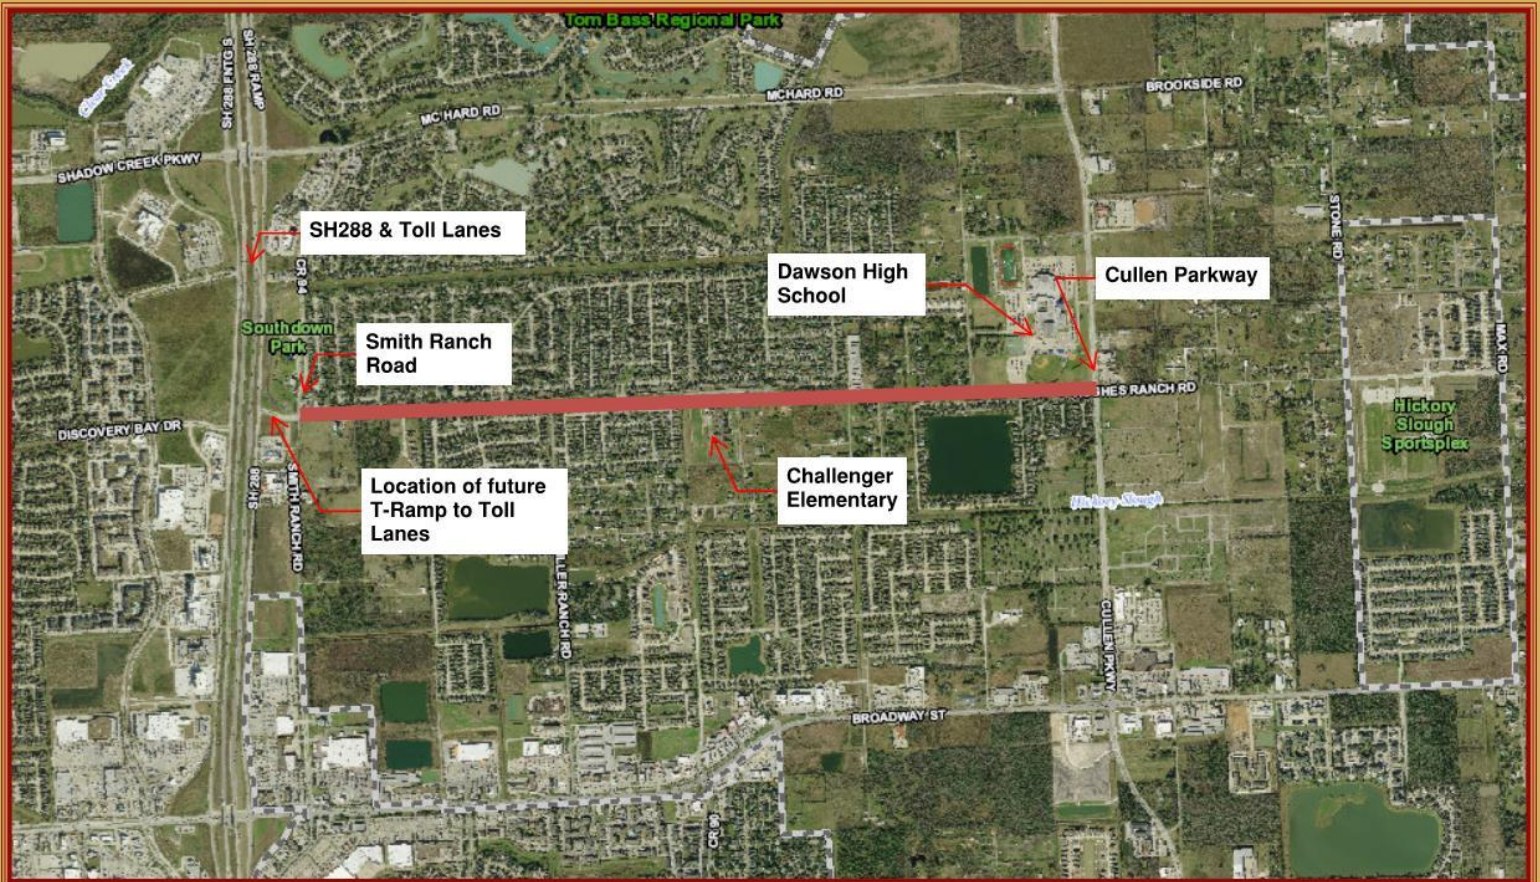 Tom Bass Regional Park
Clear Creek
SH 288 FNTG S
SH 288 RAMP
MC HARD RD
MCHARD RD
BROOKSIDE RD
SHADOW CREEK PKWY
STONE RD
SH288 & Toll Lanes
CR 94
Dawson High
School
Cullen Parkway
Southdown
Park
Smith Ranch
Road
MAX RD
HES RANCH RD
Hickory
Slough
Sportsplex
DISCOVERY BAY DR
SH 288
SMITH RANCH RD
Location of future
T-Ramp to Toll
Lanes
Challenger
Elementary
Hickory Slough
LLER RANCH RD
CULLEN PKWY
BROADWAY ST
CR 90